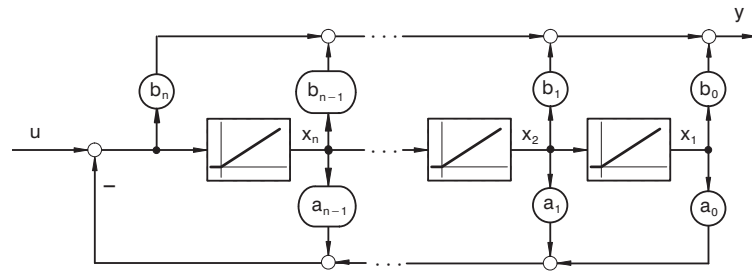 y
b_n
b_{n−1}
b_1
b_0
u
x_n
x_2
x_1
−
a_{n−1}
a_1
a_0